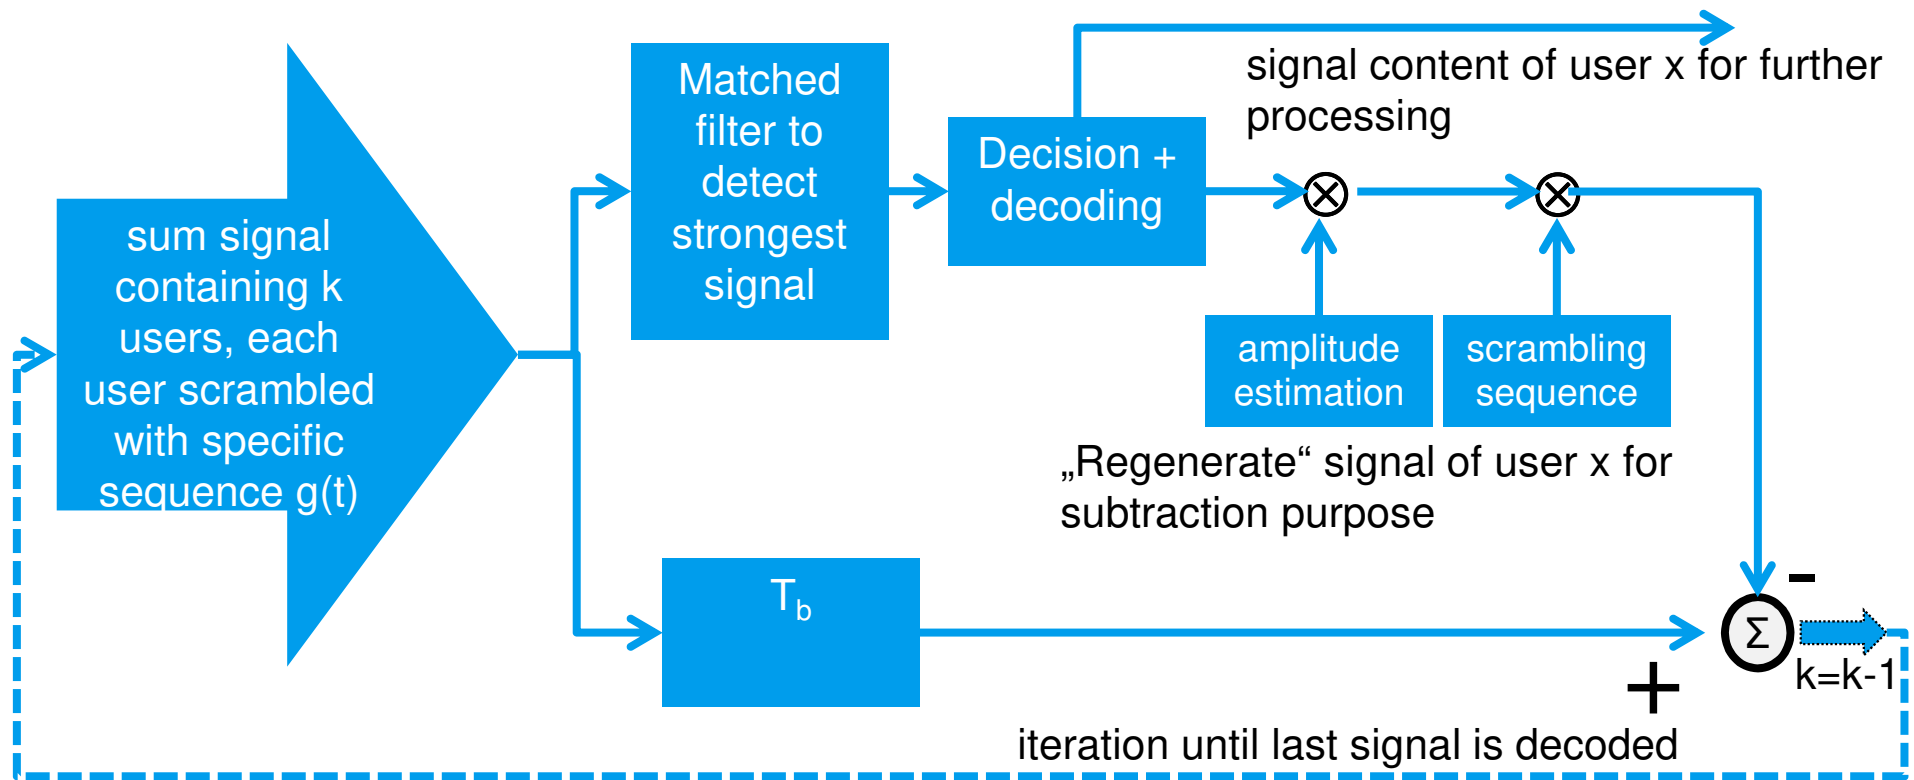 sum signal
containing k
users, each
user scrambled
with specific
sequence g(t)
Matched
filter to
detect
strongest
signal
Decision +
decoding
signal content of user x for further
processing
amplitude
estimation
scrambling
sequence
„Regenerate“ signal of user x for
subtraction purpose
T_b
-
Σ
+
k=k-1
iteration until last signal is decoded